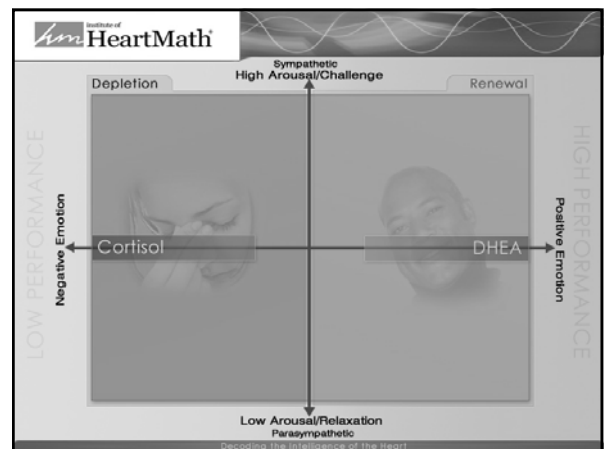 institute of
hm HeartMath®
Sympathetic
High Arousal/Challenge
Depletion
Renewal
LOW PERFORMANCE
Negative Emotion
Cortisol
DHEA
Positive Emotion
HIGH PERFORMANCE
Low Arousal/Relaxation
Parasympathetic
Decoding the Intelligence of the Heart